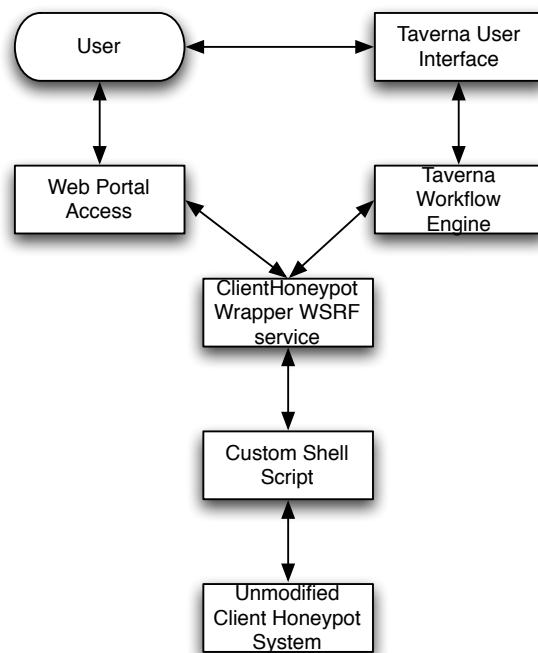 User
Taverna User
Interface
Web Portal
Access
Taverna
Workflow
Engine
ClientHoneypot
Wrapper WSRF
service
Custom Shell
Script
Unmodified
Client Honeypot
System